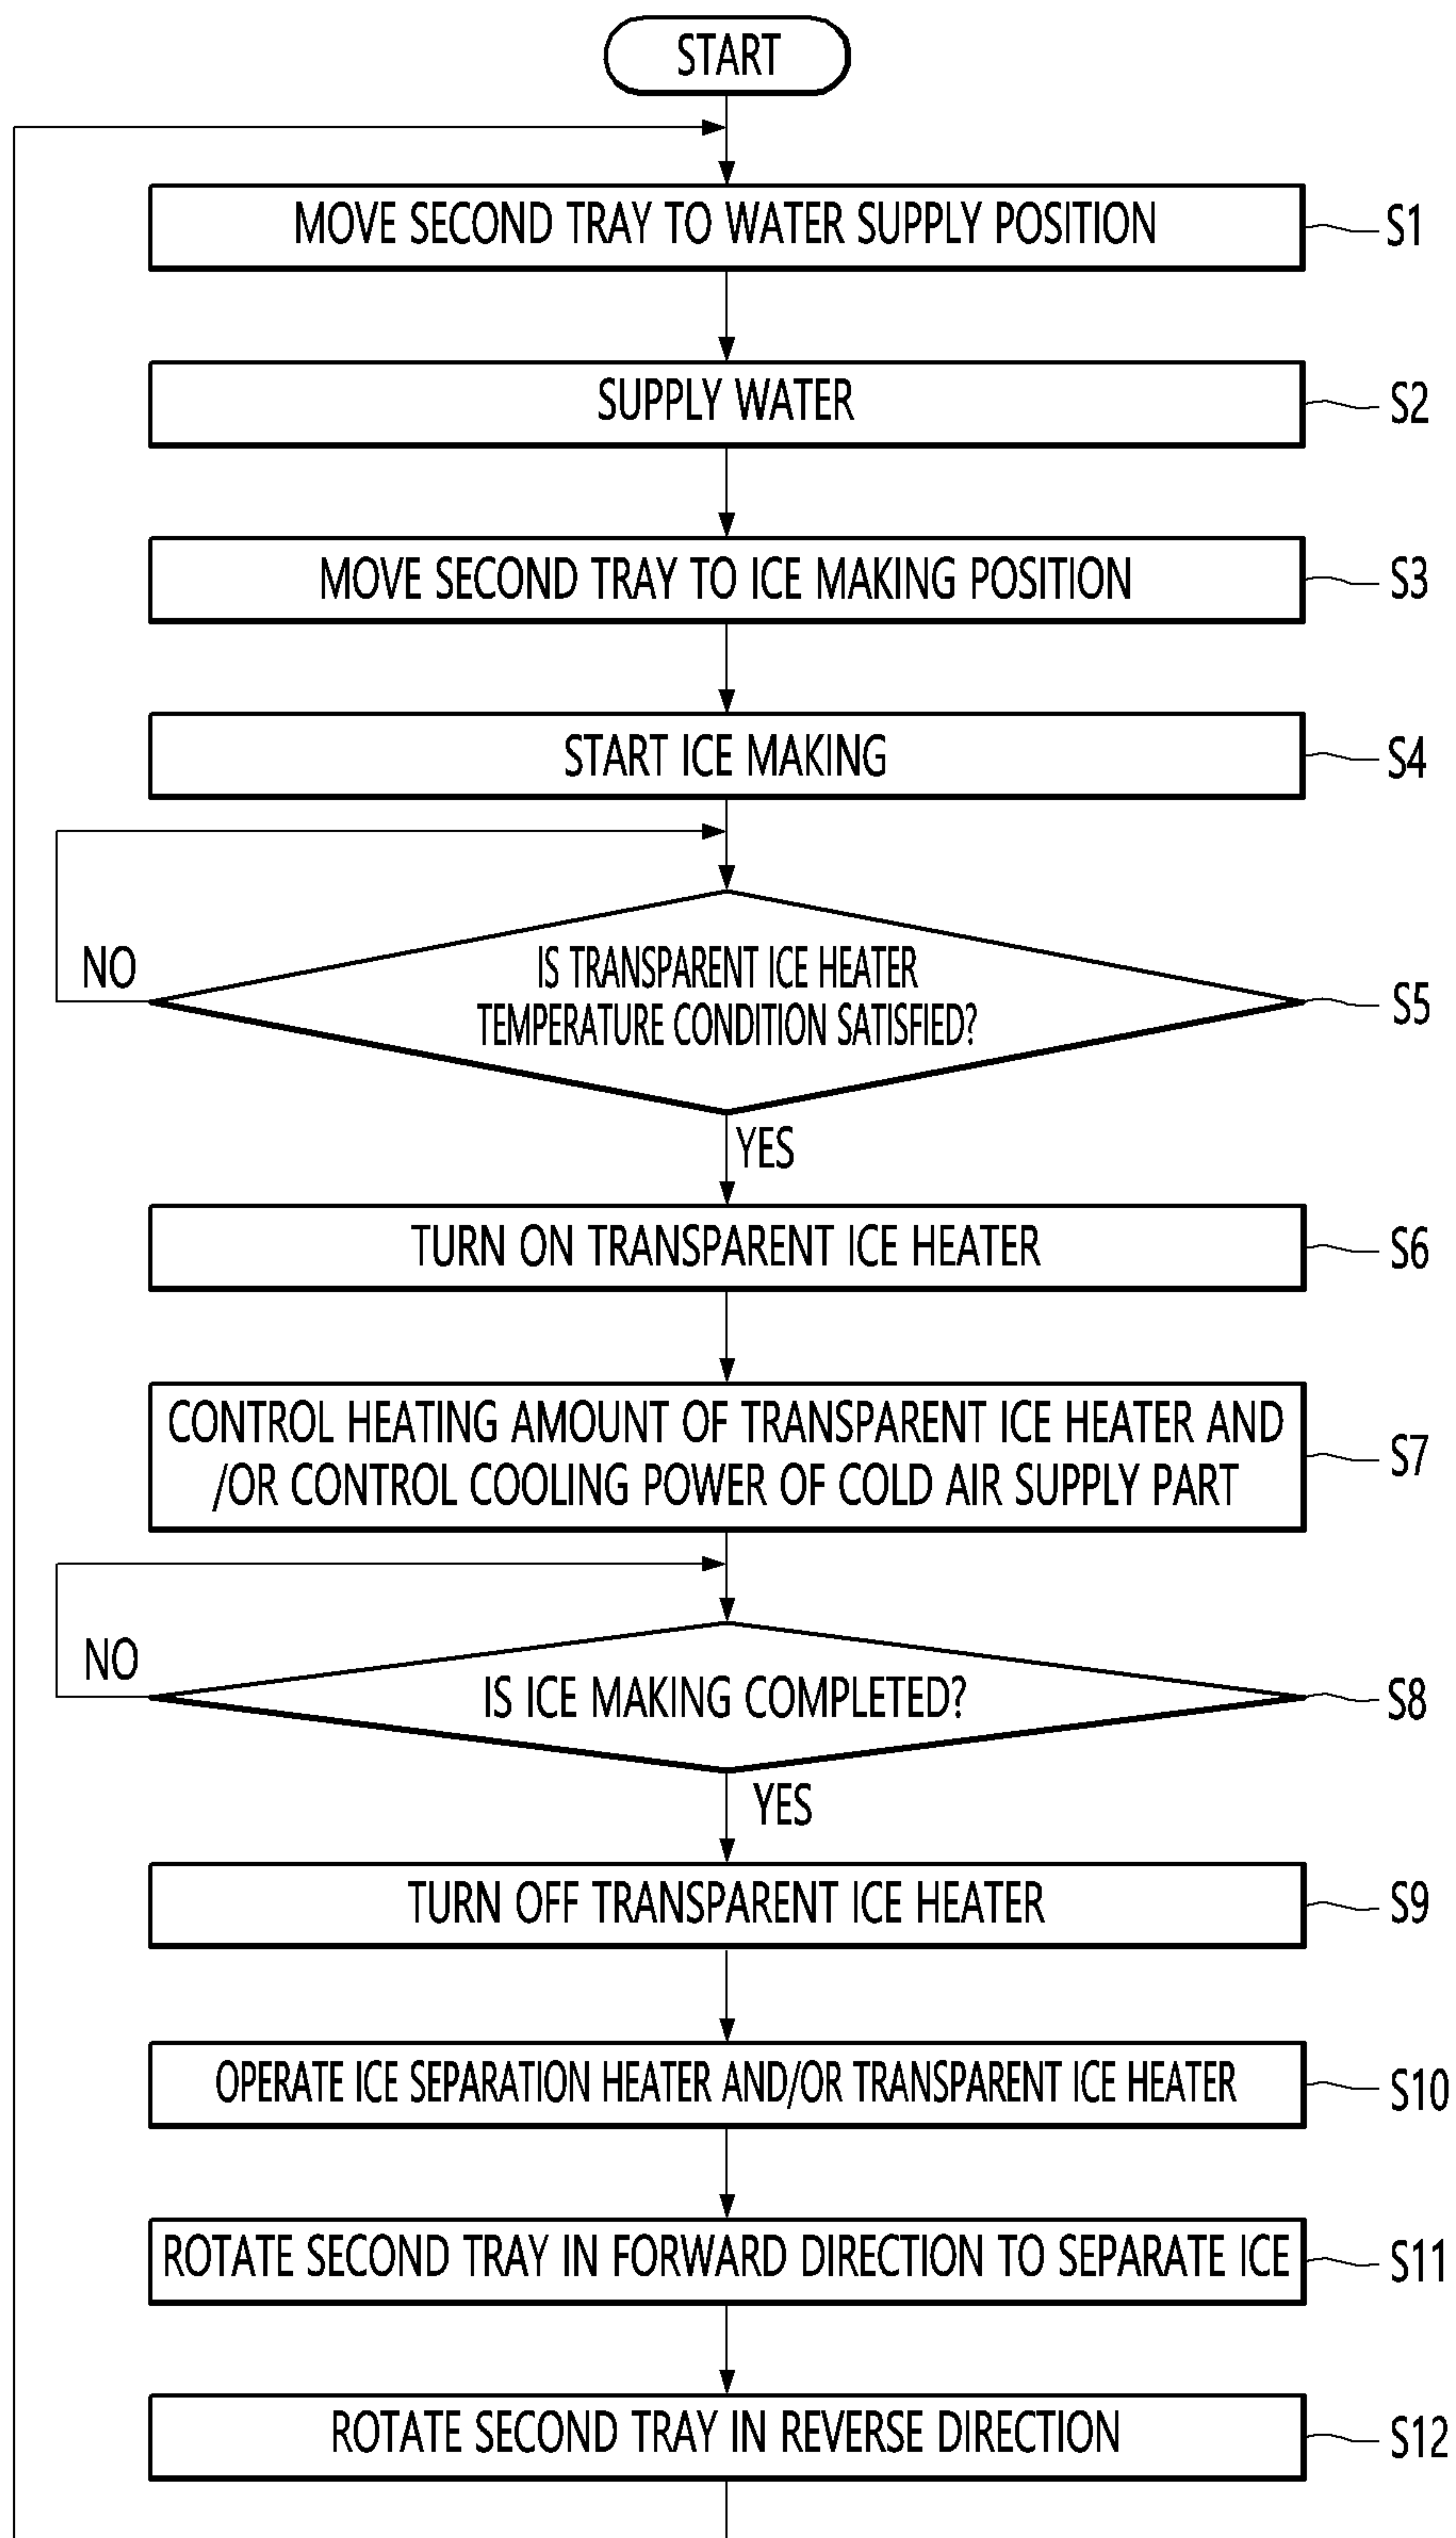 START
MOVE SECOND TRAY TO WATER SUPPLY POSITION
S1
SUPPLY WATER
S2
MOVE SECOND TRAY TO ICE MAKING POSITION
S3
START ICE MAKING
S4
NO
IS TRANSPARENT ICE HEATER
TEMPERATURE CONDITION SATISFIED?
S5
YES
TURN ON TRANSPARENT ICE HEATER
S6
CONTROL HEATING AMOUNT OF TRANSPARENT ICE HEATER AND
/OR CONTROL COOLING POWER OF COLD AIR SUPPLY PART
S7
NO
IS ICE MAKING COMPLETED?
S8
YES
TURN OFF TRANSPARENT ICE HEATER
S9
OPERATE ICE SEPARATION HEATER AND/OR TRANSPARENT ICE HEATER
S10
ROTATE SECOND TRAY IN FORWARD DIRECTION TO SEPARATE ICE
S11
ROTATE SECOND TRAY IN REVERSE DIRECTION
S12